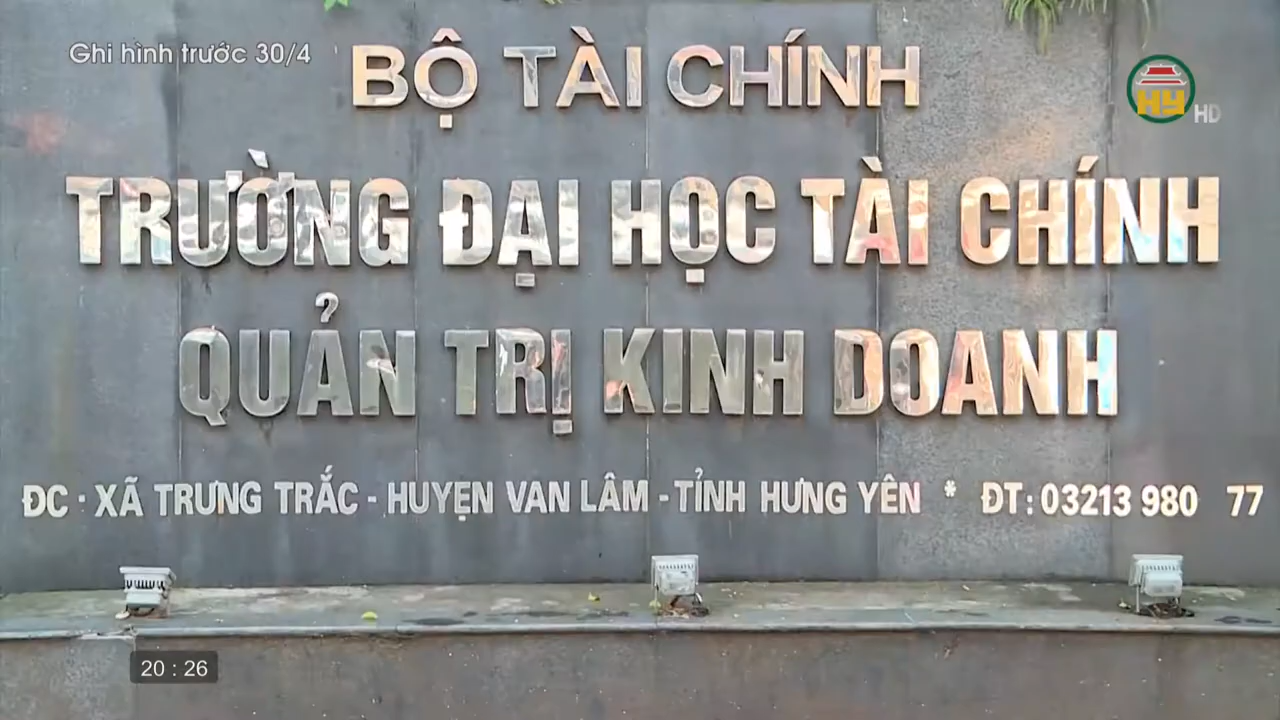 Ghi hình trước 30/4
HY HD
BỘ TÀI CHÍNH
TRƯỜNG ĐẠI HỌC TÀI CHÍNH
QUẢN TRỊ KINH DOANH
ĐC : XÃ TRƯNG TRẮC - HUYỆN VAN LÂM - TỈNH HƯNG YÊN * ĐT: 03213 980 77
20 : 26